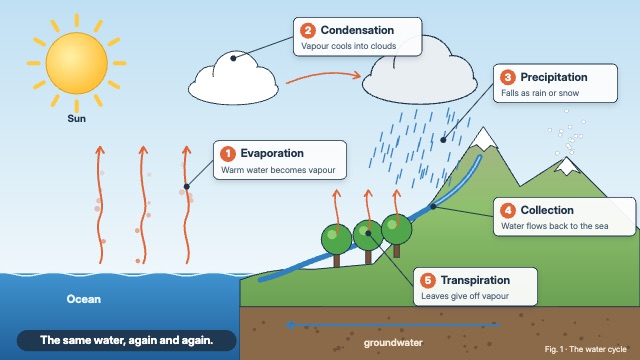 Sun
1 Evaporation
Warm water becomes vapour
2 Condensation
Vapour cools into clouds
3 Precipitation
Falls as rain or snow
4 Collection
Water flows back to the sea
5 Transpiration
Leaves give off vapour
Ocean
The same water, again and again.
groundwater
Fig. 1 · The water cycle